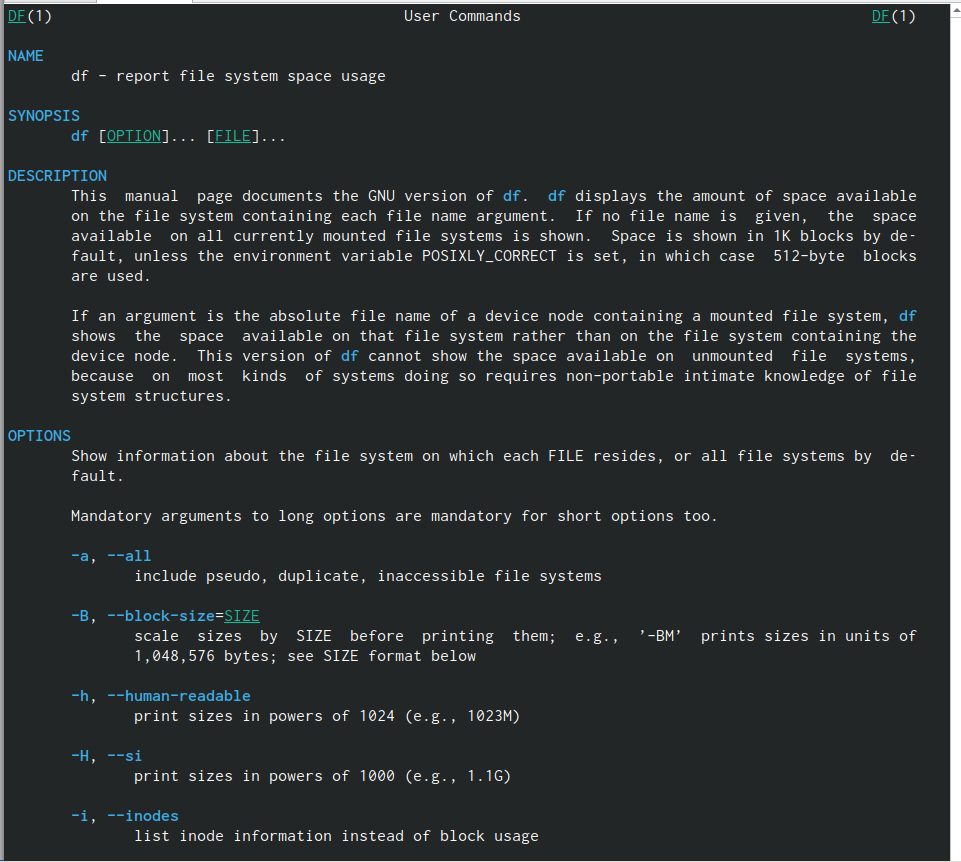 DF(1) User Commands DF(1)
NAME
df - report file system space usage
SYNOPSIS
df [OPTION]... [FILE]...
DESCRIPTION
This manual page documents the GNU version of df. df displays the amount of space available
on the file system containing each file name argument. If no file name is given, the space
available on all currently mounted file systems is shown. Space is shown in 1K blocks by de-
fault, unless the environment variable POSIXLY_CORRECT is set, in which case 512-byte blocks
are used.
If an argument is the absolute file name of a device node containing a mounted file system, df
shows the space available on that file system rather than on the file system containing the
device node. This version of df cannot show the space available on unmounted file systems,
because on most kinds of systems doing so requires non-portable intimate knowledge of file
system structures.
OPTIONS
Show information about the file system on which each FILE resides, or all file systems by de-
fault.
Mandatory arguments to long options are mandatory for short options too.
-a, --all
include pseudo, duplicate, inaccessible file systems
-B, --block-size=SIZE
scale sizes by SIZE before printing them; e.g., ’-BM’ prints sizes in units of
1,048,576 bytes; see SIZE format below
-h, --human-readable
print sizes in powers of 1024 (e.g., 1023M)
-H, --si
print sizes in powers of 1000 (e.g., 1.1G)
-i, --inodes
list inode information instead of block usage